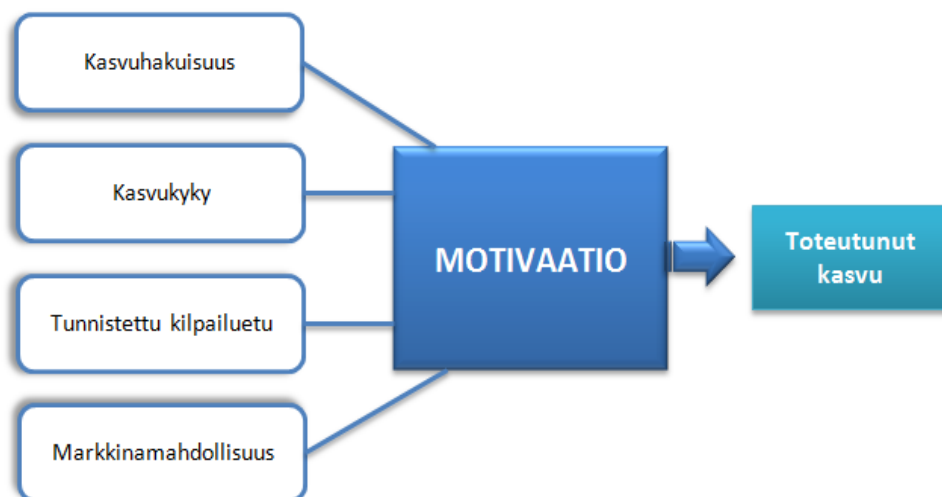 Kasvuhakuisuus
Kasvukyky
Tunnistettu kilpailuetu
Markkinamahdollisuus
MOTIVAATIO
Toteutunut
kasvu